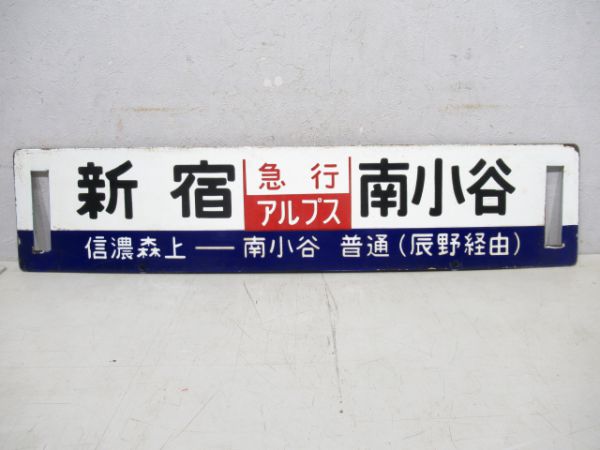 新宿 急行 南小谷
アルプス
信濃森上 ── 南小谷 普通(辰野経由)